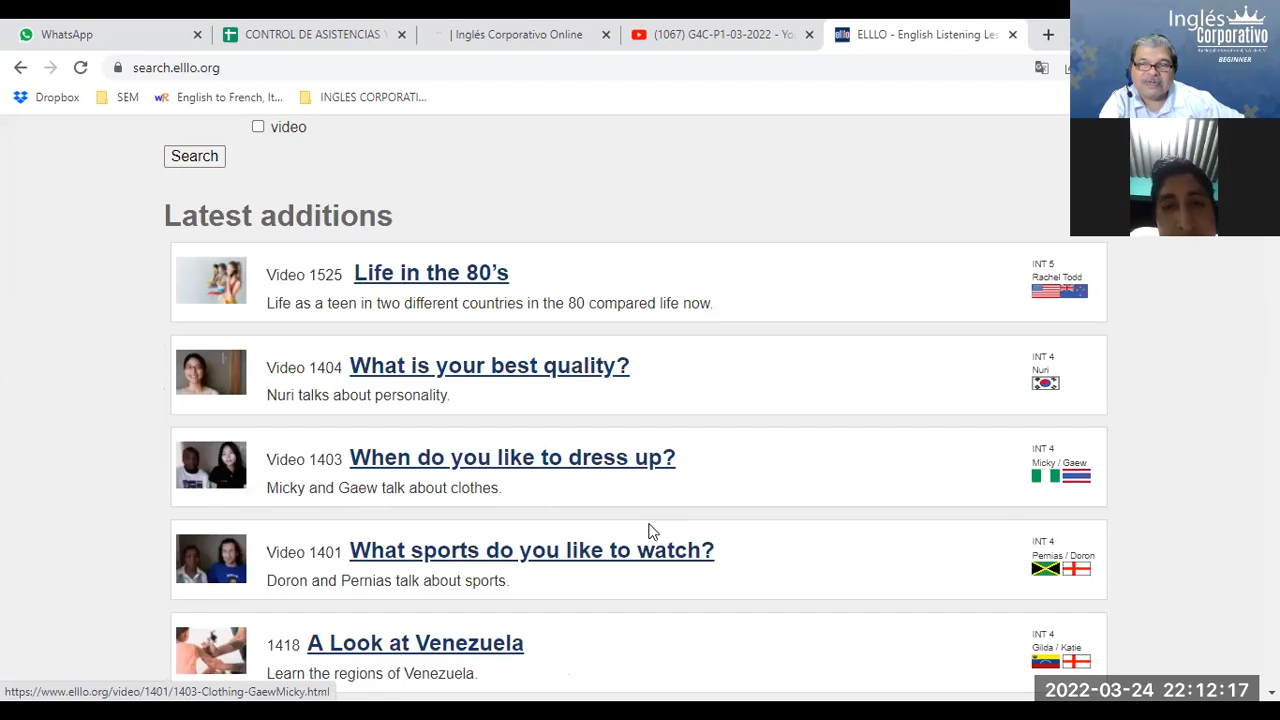 WhatsApp
CONTROL DE ASISTENCIAS Y
| Inglés Corporativo Online
(1067) G4C-P1-03-2022 - Yo
ELLLO - English Listening Les
search.elllo.org
Dropbox
SEM
English to French, It...
INGLES CORPORATI...
video
Search
Latest additions
Video 1525 Life in the 80’s
Life as a teen in two different countries in the 80 compared life now.
INT 5
Rachel Todd
Video 1404 What is your best quality?
Nuri talks about personality.
INT 4
Nuri
Video 1403 When do you like to dress up?
Micky and Gaew talk about clothes.
INT 4
Micky / Gaew
Video 1401 What sports do you like to watch?
Doron and Pernias talk about sports.
INT 4
Pernias / Doron
1418 A Look at Venezuela
Learn the regions of Venezuela.
INT 4
Gilda / Katie
https://www.elllo.org/video/1401/1403-Clothing-GaewMicky.html
Inglés
Corporativo
BEGINNER
2022-03-24 22:12:17